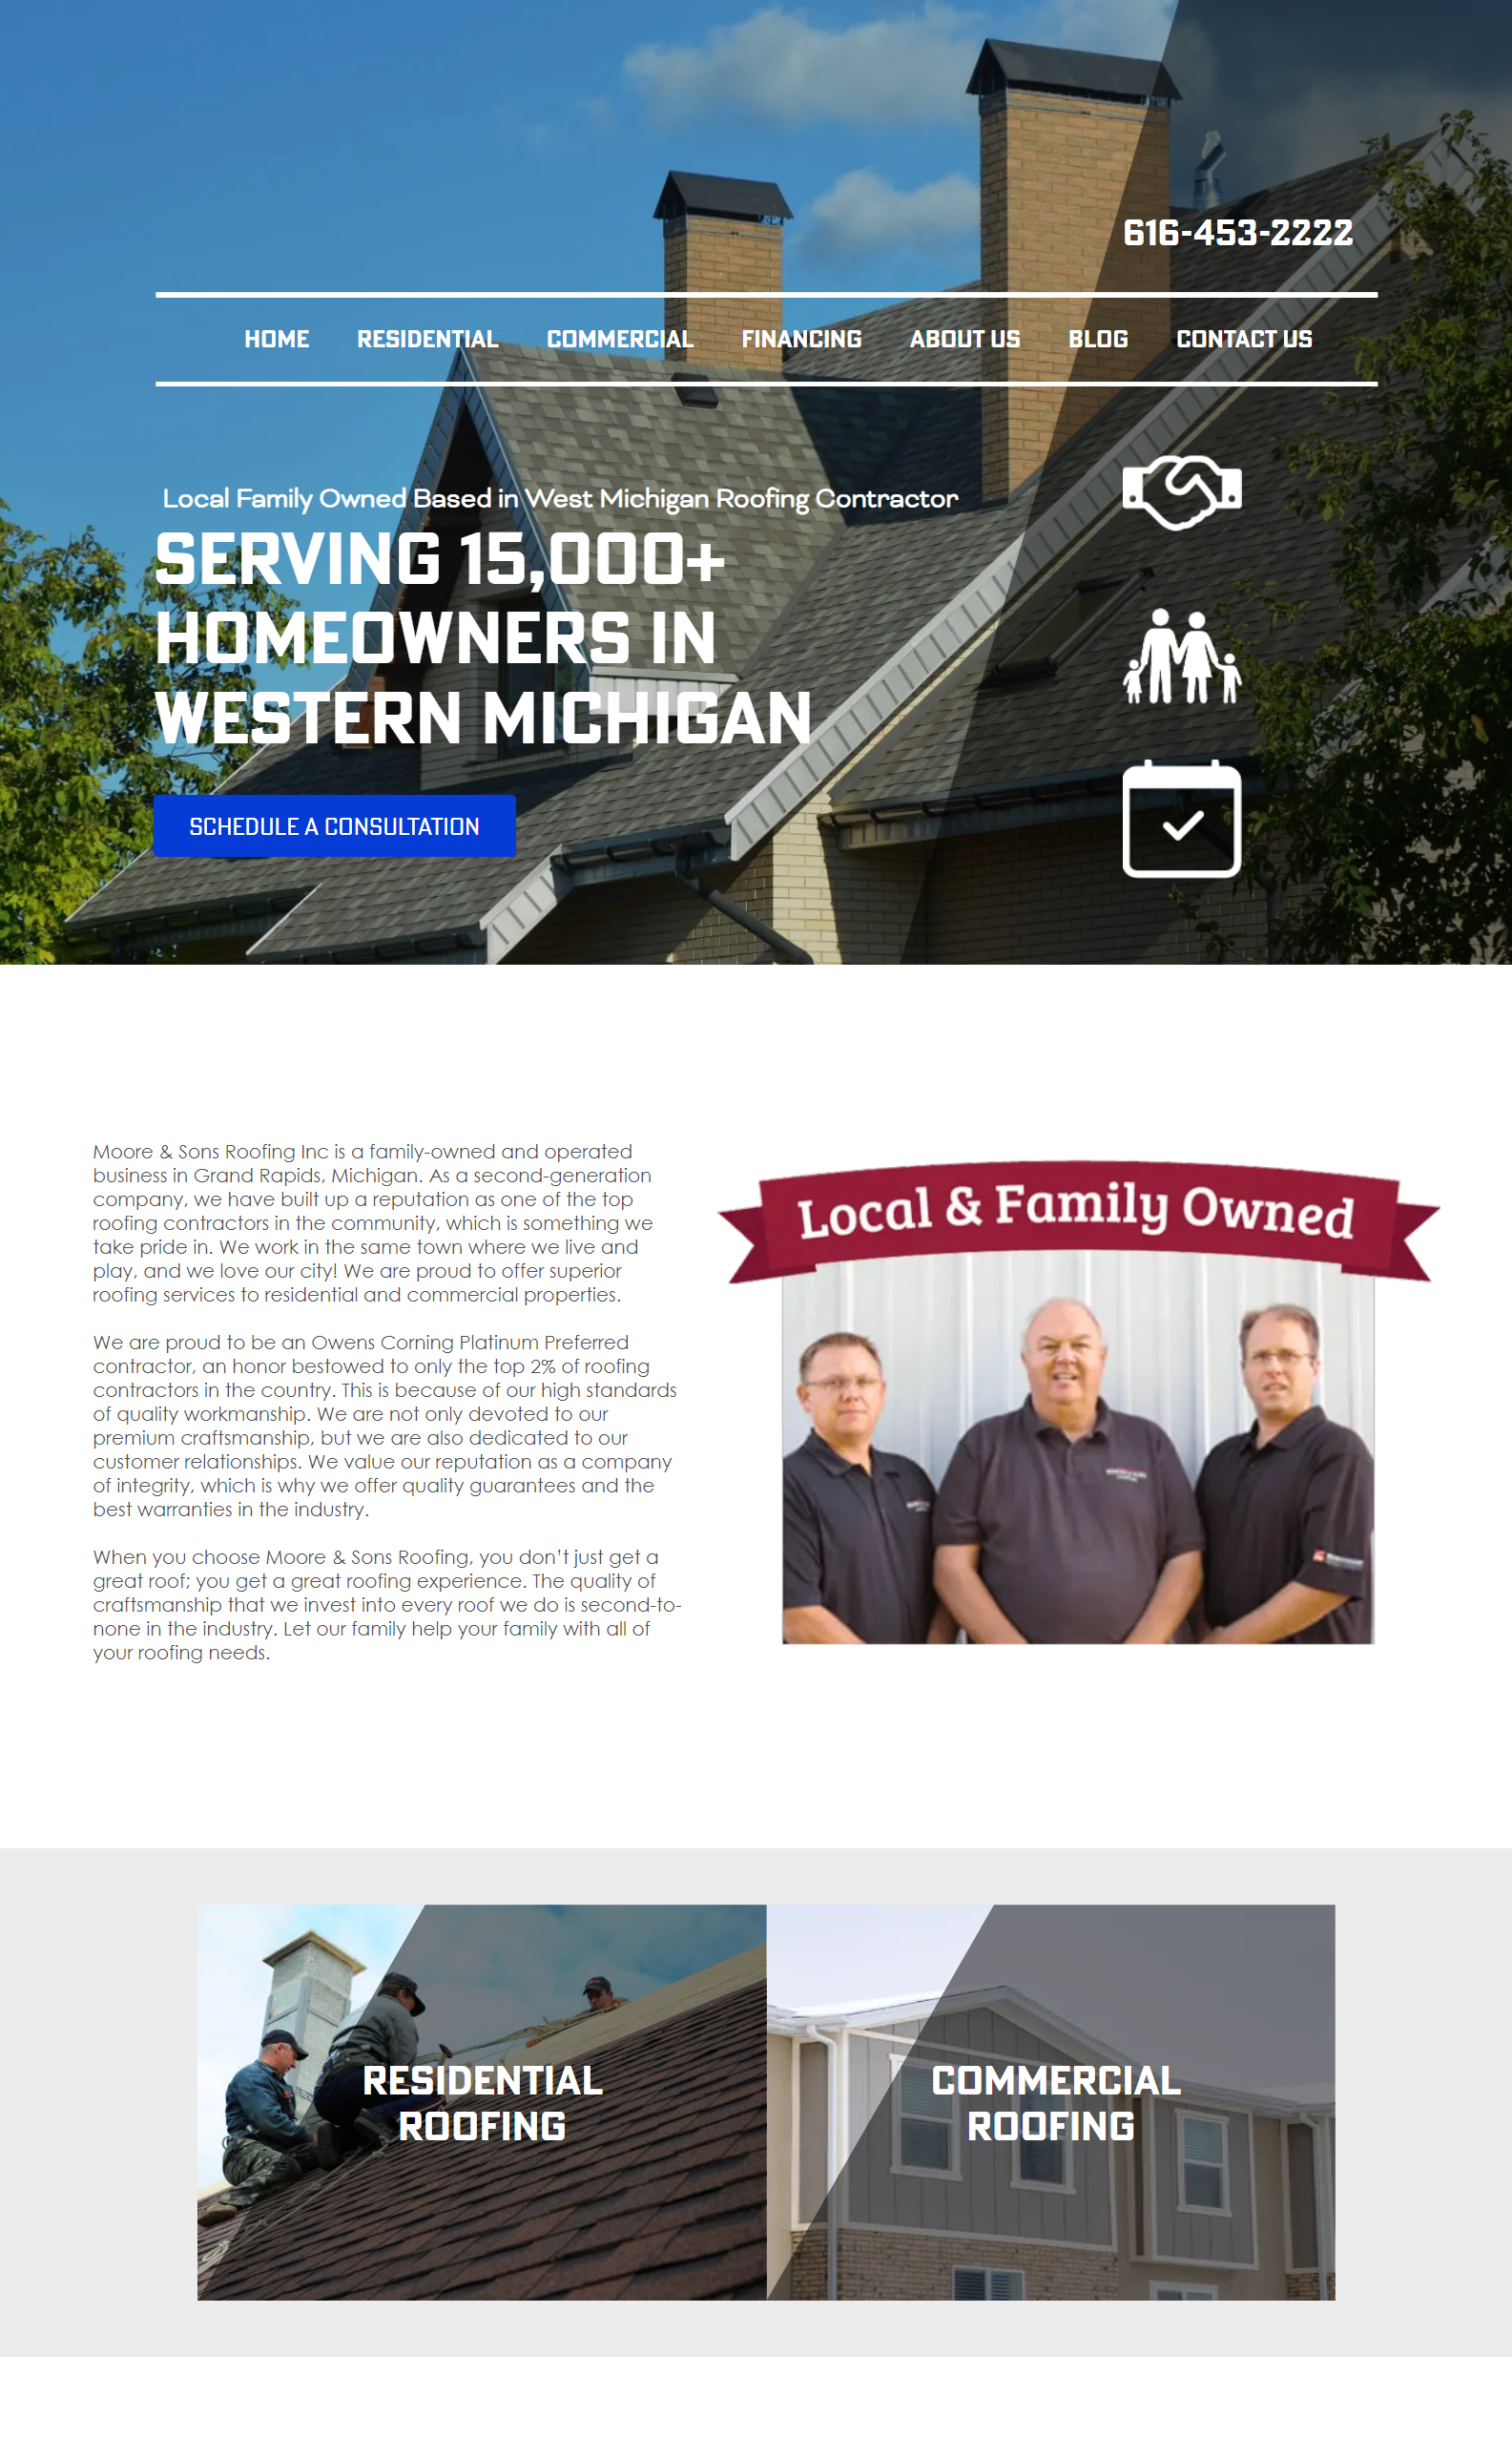 616-453-2222
HOME RESIDENTIAL COMMERCIAL FINANCING ABOUT US BLOG CONTACT US
Local Family Owned Based in West Michigan Roofing Contractor
SERVING 15,000+
HOMEOWNERS IN
WESTERN MICHIGAN
SCHEDULE A CONSULTATION
Moore & Sons Roofing Inc is a family-owned and operated
business in Grand Rapids, Michigan. As a second-generation
company, we have built up a reputation as one of the top
roofing contractors in the community, which is something we
take pride in. We work in the same town where we live and
play, and we love our city! We are proud to offer superior
roofing services to residential and commercial properties.
We are proud to be an Owens Corning Platinum Preferred
contractor, an honor bestowed to only the top 2% of roofing
contractors in the country. This is because of our high standards
of quality workmanship. We are not only devoted to our
premium craftsmanship, but we are also dedicated to our
customer relationships. We value our reputation as a company
of integrity, which is why we offer quality guarantees and the
best warranties in the industry.
When you choose Moore & Sons Roofing, you don't just get a
great roof; you get a great roofing experience. The quality of
craftsmanship that we invest into every roof we do is second-to-
none in the industry. Let our family help your family with all of
your roofing needs.
Local & Family Owned
RESIDENTIAL
ROOFING
COMMERCIAL
ROOFING